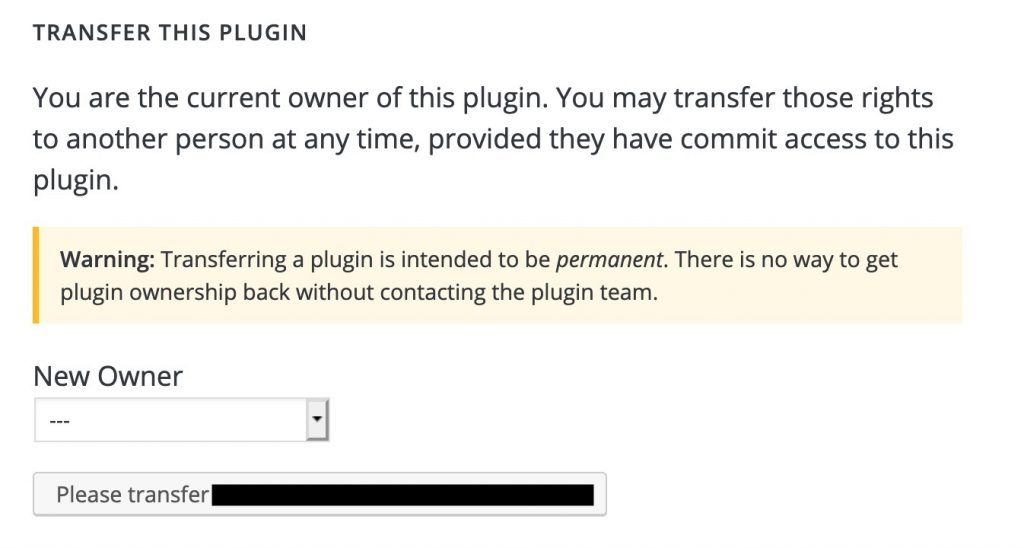 TRANSFER THIS PLUGIN
You are the current owner of this plugin. You may transfer those rights
to another person at any time, provided they have commit access to this
plugin.
Warning: Transferring a plugin is intended to be permanent. There is no way to get
plugin ownership back without contacting the plugin team.
New Owner
---
Please transfer